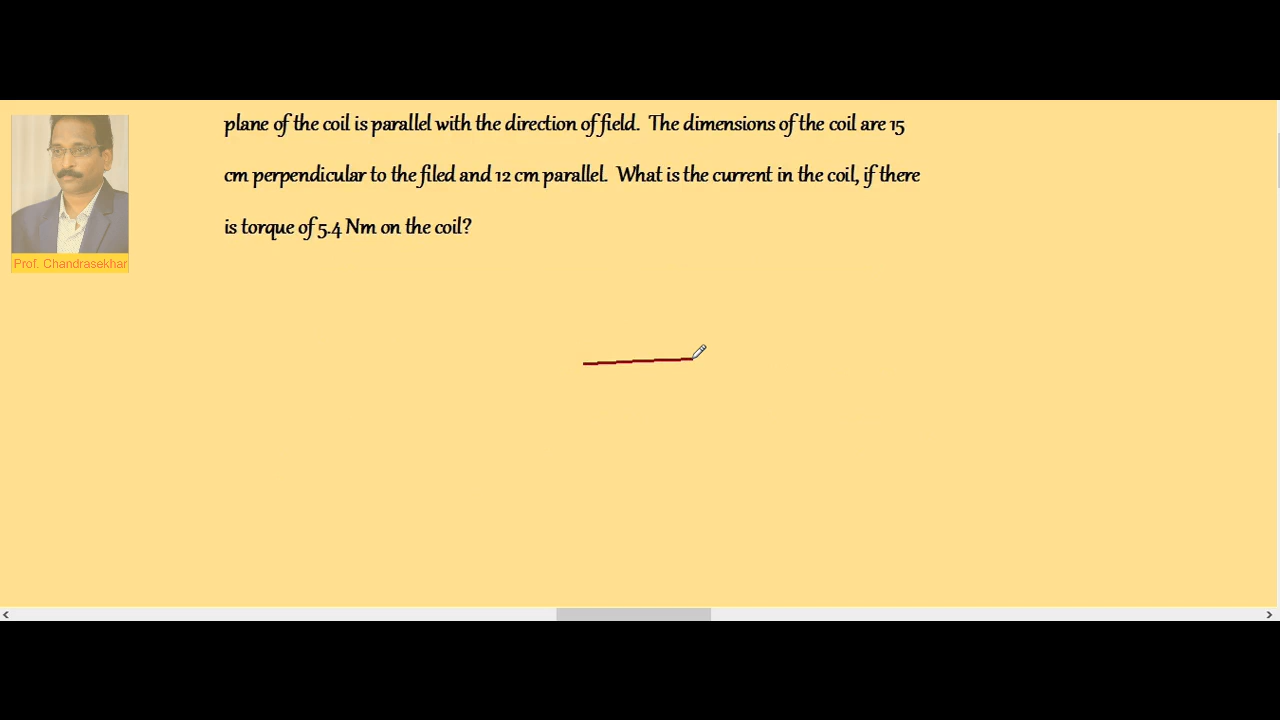 plane of the coil is parallel with the direction of field. The dimensions of the coil are 15
cm perpendicular to the filed and 12 cm parallel. What is the current in the coil, if there
is torque of 5.4 Nm on the coil?
Prof. Chandrasekhar